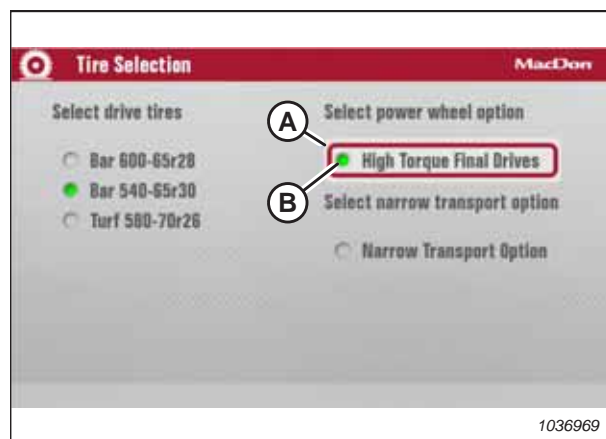 Tire Selection
MacDon
Select drive tires
Bar 600-65r28
Bar 540-65r30
Turf 580-70r26
A
Select power wheel option
High Torque Final Drives
B
Select narrow transport option
Narrow Transport Option
1036969